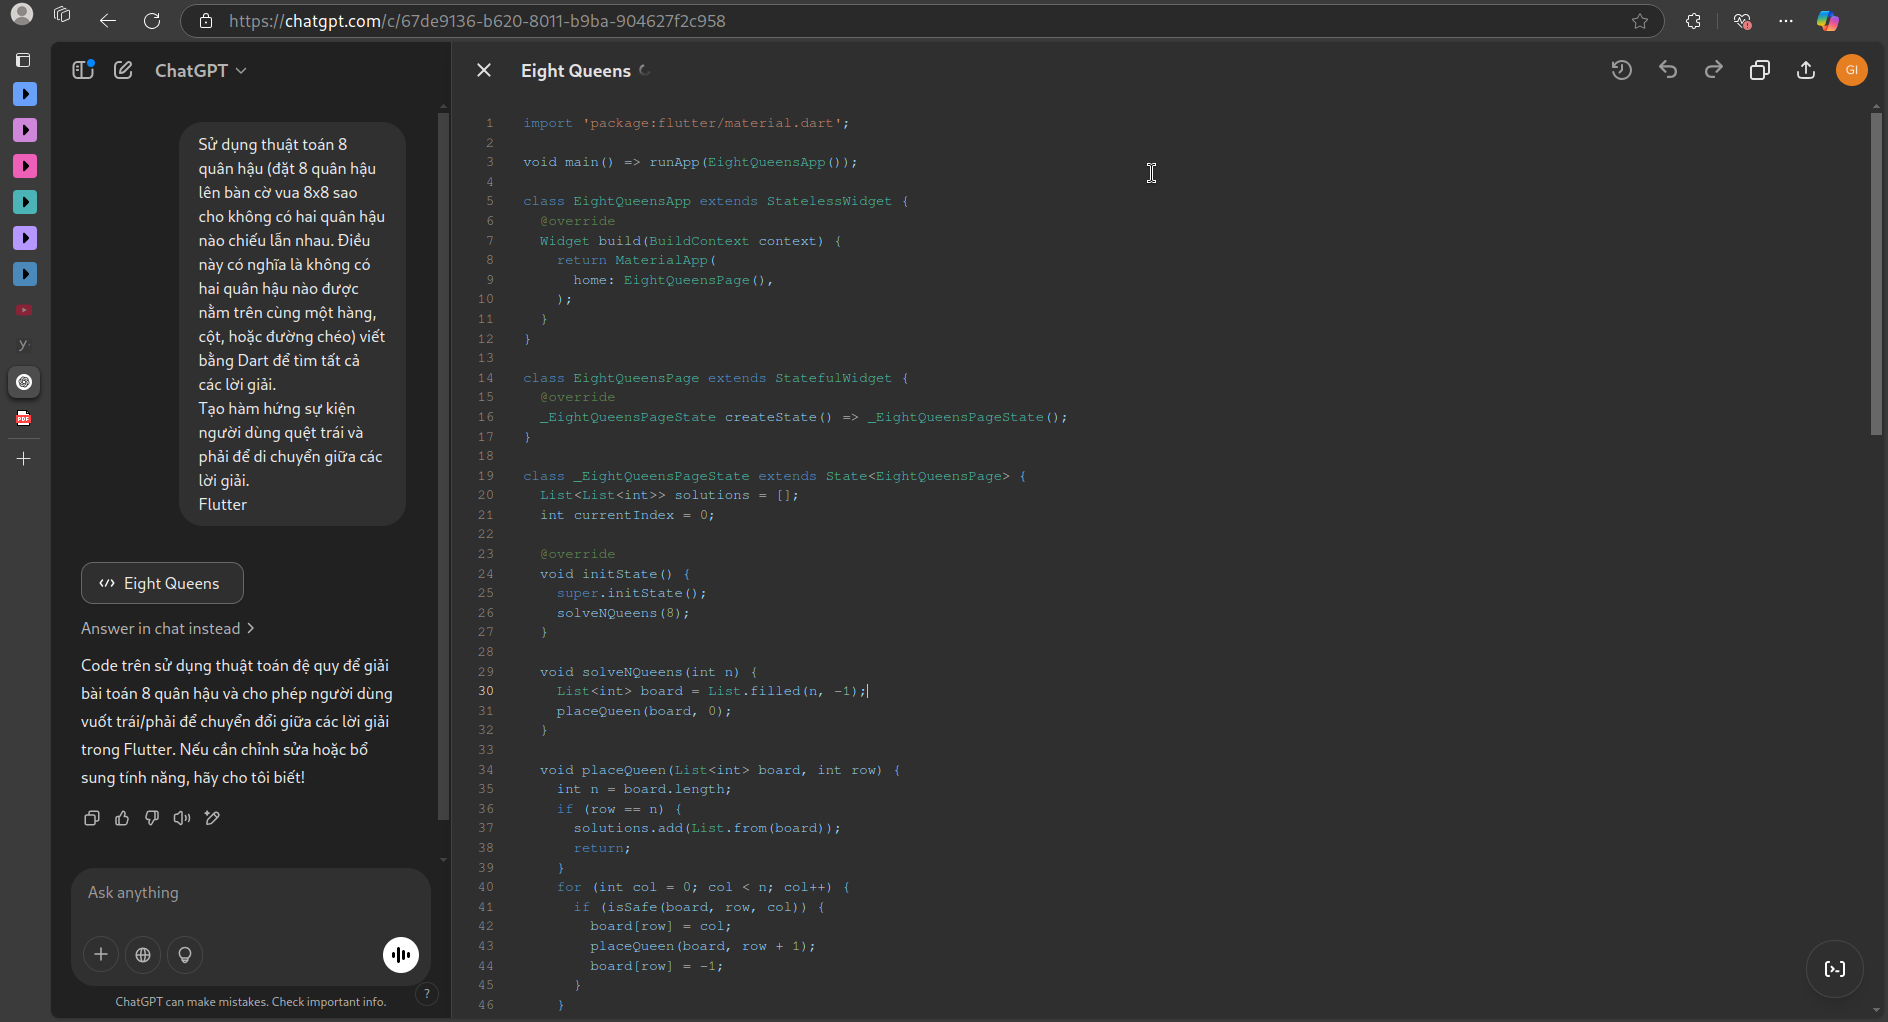 https://chatgpt.com/c/67de9136-b620-8011-b9ba-904627f2c958
ChatGPT
Sử dụng thuật toán 8
quân hậu (đặt 8 quân hậu
lên bàn cờ vua 8x8 sao
cho không có hai quân hậu
nào chiếu lẫn nhau. Điều
này có nghĩa là không có
hai quân hậu nào được
nằm trên cùng một hàng,
cột, hoặc đường chéo) viết
bằng Dart để tìm tất cả
các lời giải.
Tạo hàm hứng sự kiện
người dùng quệt trái và
phải để di chuyển giữa các
lời giải.
Flutter
Eight Queens
Answer in chat instead
Code trên sử dụng thuật toán đệ quy để giải
bài toán 8 quân hậu và cho phép người dùng
vuốt trái/phải để chuyển đổi giữa các lời giải
trong Flutter. Nếu cần chỉnh sửa hoặc bổ
sung tính năng, hãy cho tôi biết!
Ask anything
ChatGPT can make mistakes. Check important info.
?
y
PDF
Eight Queens
GI
1 import 'package:flutter/material.dart';
2
3 void main() => runApp(EightQueensApp());
4
5 class EightQueensApp extends StatelessWidget {
6 @override
7 Widget build(BuildContext context) {
8 return MaterialApp(
9 home: EightQueensPage(),
10 );
11 }
12 }
13
14 class EightQueensPage extends StatefulWidget {
15 @override
16 _EightQueensPageState createState() => _EightQueensPageState();
17 }
18
19 class _EightQueensPageState extends State<EightQueensPage> {
20 List<List<int>> solutions = [];
21 int currentIndex = 0;
22
23 @override
24 void initState() {
25 super.initState();
26 solveNQueens(8);
27 }
28
29 void solveNQueens(int n) {
30 List<int> board = List.filled(n, -1);
31 placeQueen(board, 0);
32 }
33
34 void placeQueen(List<int> board, int row) {
35 int n = board.length;
36 if (row == n) {
37 solutions.add(List.from(board));
38 return;
39 }
40 for (int col = 0; col < n; col++) {
41 if (isSafe(board, row, col)) {
42 board[row] = col;
43 placeQueen(board, row + 1);
44 board[row] = -1;
45 }
46 }